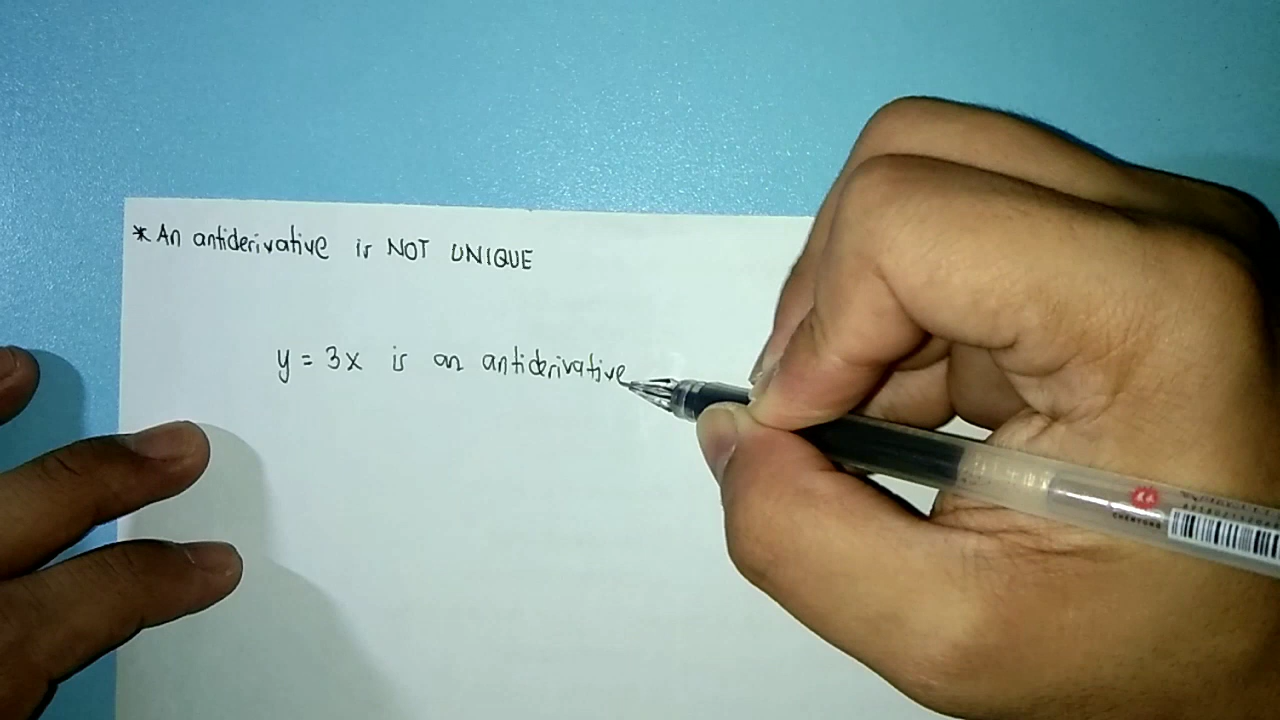 * An antiderivative is NOT UNIQUE
y = 3x is an antiderivative